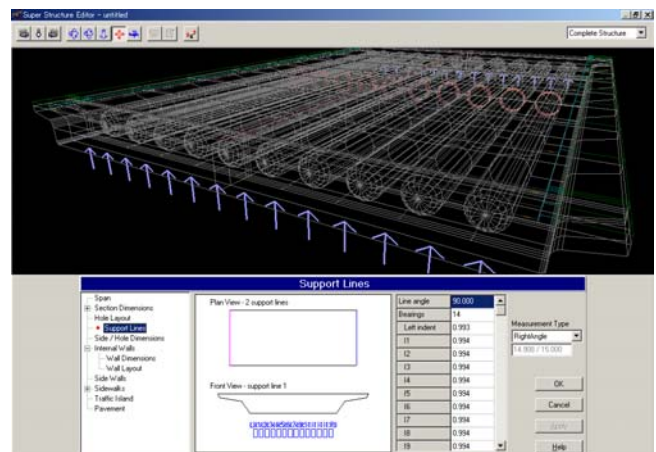 Super Structure Editor - untitled
Complete Structure
Support Lines
Span
Section Dimensions
Hole Layout
Support Lines
Side / Hole Dimensions
Internal Walls
Wall Dimensions
Wall Layout
Side Walls
Sidewalks
Traffic Island
Pavement
Plan View - 2 support lines
Front View - support line 1
Line angle 90.000
Bearings 14
Left indent 0.993
l1 0.994
l2 0.994
l3 0.994
l4 0.994
l5 0.994
l6 0.994
l7 0.994
l8 0.994
l9 0.994
Measurement Type
RightAngle
14.900 / 15.000
OK
Cancel
Apply
Help